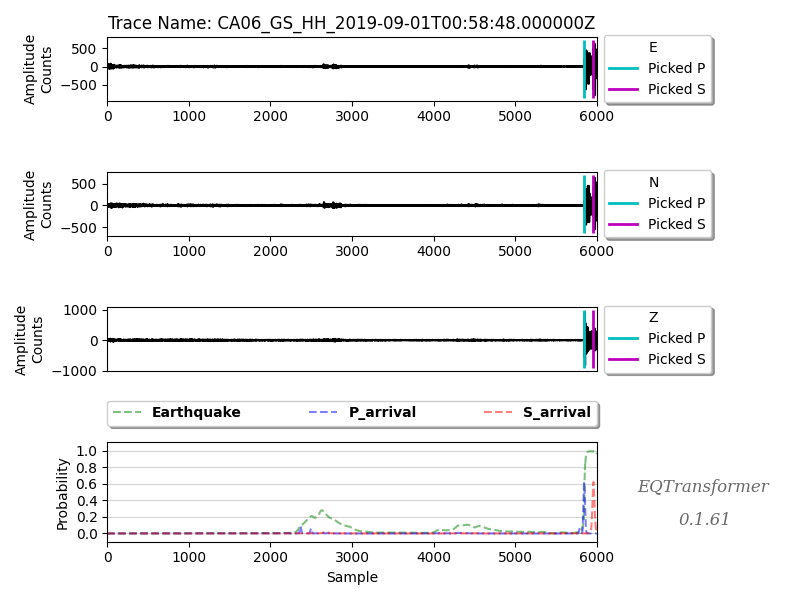 Trace Name: CA06_GS_HH_2019-09-01T00:58:48.000000Z
Amplitude
Counts
500
0
−500
0 1000 2000 3000 4000 5000 6000
E
Picked P
Picked S
Amplitude
Counts
500
0
−500
0 1000 2000 3000 4000 5000 6000
N
Picked P
Picked S
Amplitude
Counts
1000
0
−1000
0 1000 2000 3000 4000 5000 6000
Z
Picked P
Picked S
Earthquake P_arrival S_arrival
Probability
1.0
0.8
0.6
0.4
0.2
0.0
0 1000 2000 3000 4000 5000 6000
Sample
EQTransformer
0.1.61